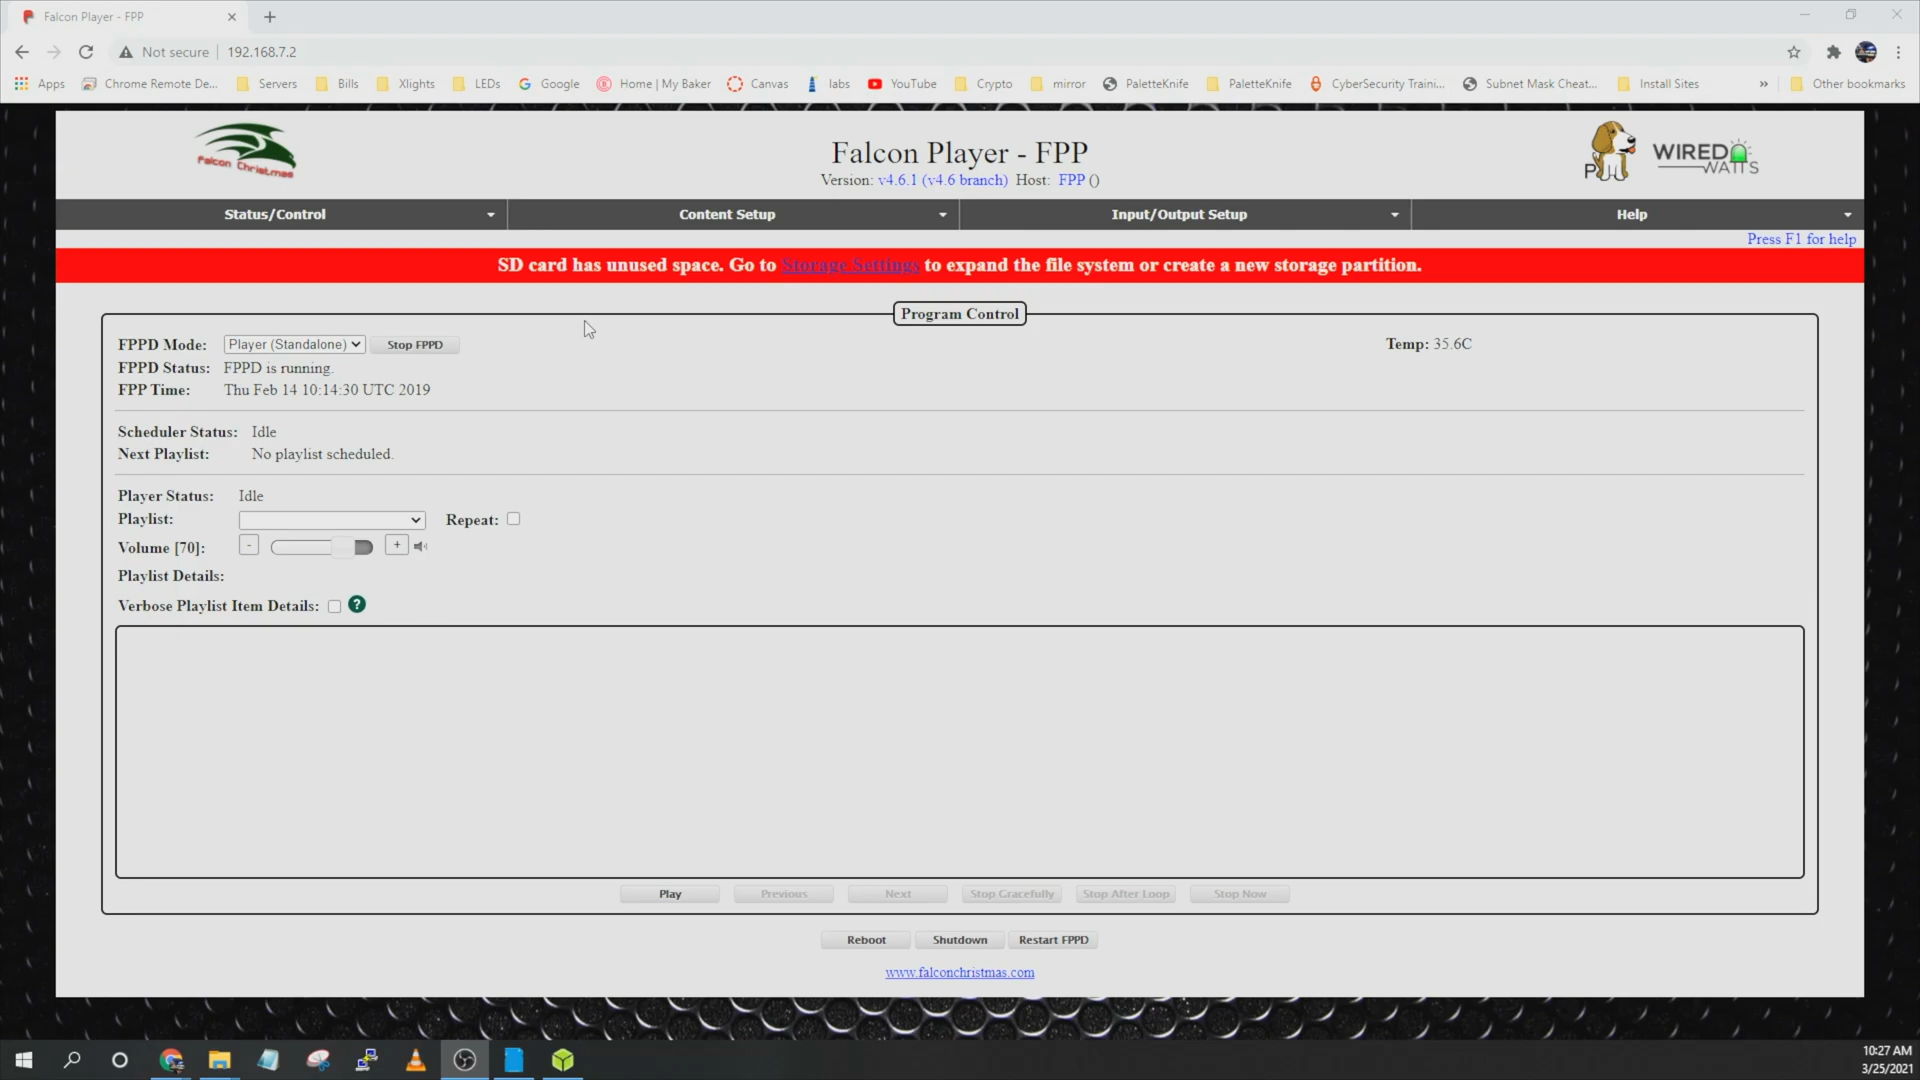 Falcon Player - FPP
Not secure
192.168.7.2
Apps
Chrome Remote De...
Servers
Bills
Xlights
LEDs
Google
Home | My Baker
Canvas
labs
YouTube
Crypto
mirror
PaletteKnife
PaletteKnife
CyberSecurity Traini...
Subnet Mask Cheat...
Install Sites
»
Other bookmarks
Falcon Christmas
Falcon Player - FPP
Version: v4.6.1 (v4.6 branch) Host: FPP ()
P
WIRED
WATTS
Status/Control
Content Setup
Input/Output Setup
Help
Press F1 for help
SD card has unused space. Go to Storage Settings to expand the file system or create a new storage partition.
Program Control
FPPD Mode: Player (Standalone) Stop FPPD
Temp: 35.6C
FPPD Status: FPPD is running.
FPP Time: Thu Feb 14 10:14:30 UTC 2019
Scheduler Status: Idle
Next Playlist: No playlist scheduled.
Player Status: Idle
Playlist:
Repeat:
Volume [70]: - +
Playlist Details:
Verbose Playlist Item Details: ?
Play
Previous
Next
Stop Gracefully
Stop After Loop
Stop Now
Reboot
Shutdown
Restart FPPD
www.falconchristmas.com
10:27 AM
3/25/2021